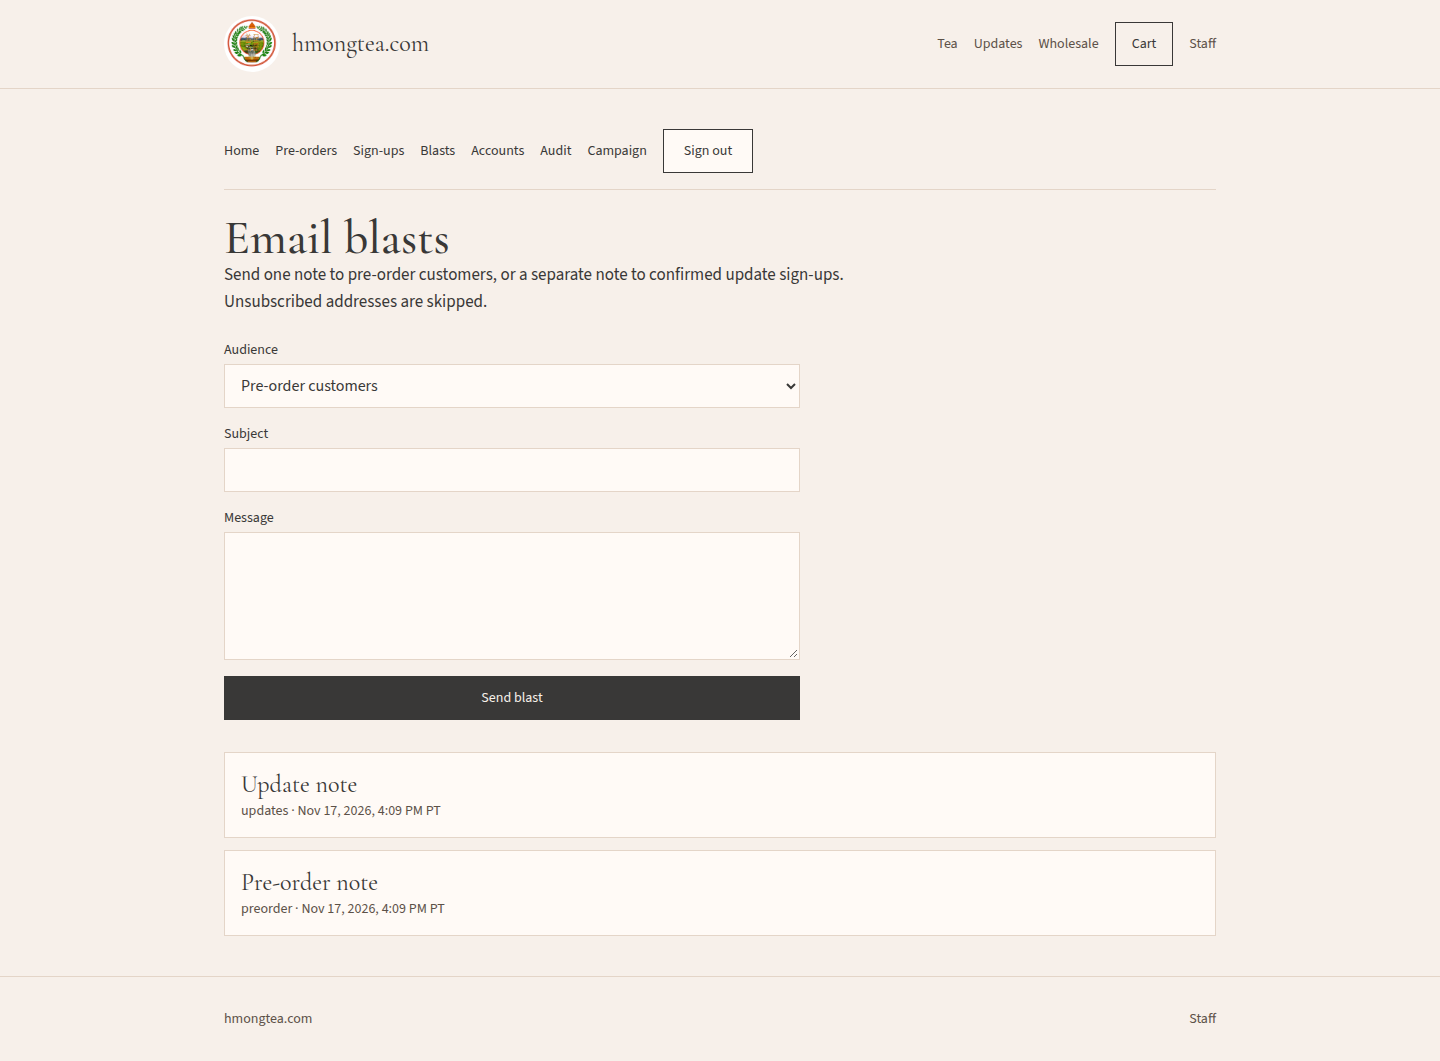 hmongtea.com
Tea
Updates
Wholesale
Cart
Staff
Home
Pre-orders
Sign-ups
Blasts
Accounts
Audit
Campaign
Sign out
Email blasts
Send one note to pre-order customers, or a separate note to confirmed update sign-ups.
Unsubscribed addresses are skipped.
Audience
Pre-order customers
Subject
Message
Send blast
Update note
updates · Nov 17, 2026, 4:09 PM PT
Pre-order note
preorder · Nov 17, 2026, 4:09 PM PT
hmongtea.com
Staff